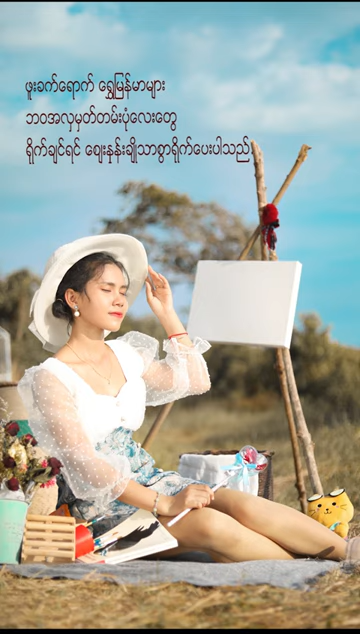 ဖူးခက်ရောက် ရွှေမြန်မာများ
ဘဝအလှမှတ်တမ်းပုံလေးတွေ
ရိုက်ချင်ရင် ဈေးနှုန်းချိုသာစွာရိုက်ပေးပါသည်